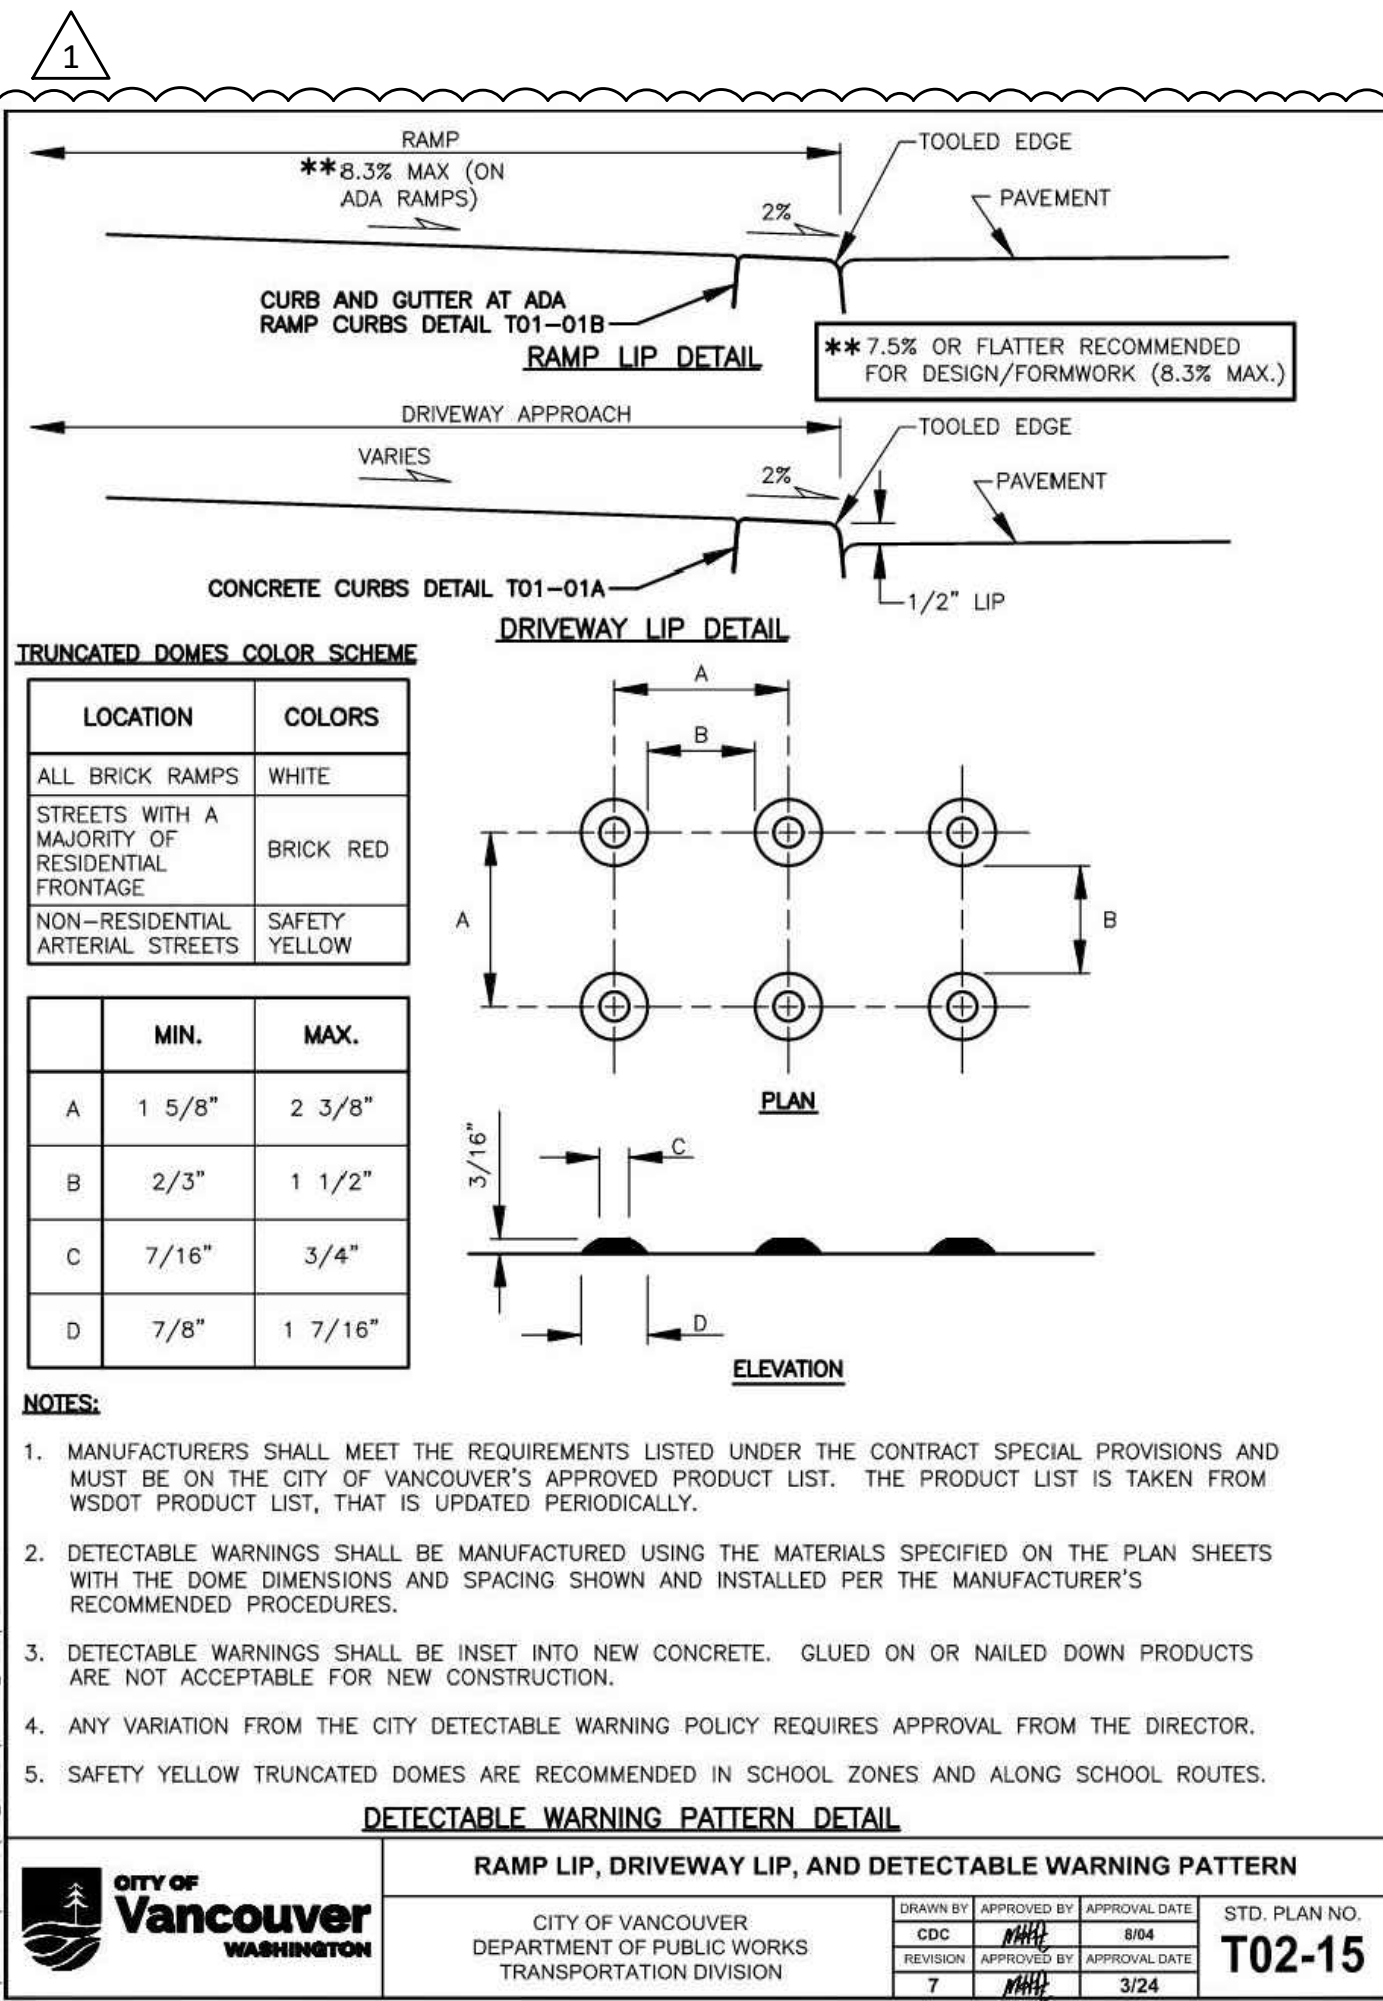 1
RAMP
**8.3% MAX (ON
ADA RAMPS)
2%
TOOLED EDGE
PAVEMENT
CURB AND GUTTER AT ADA
RAMP CURBS DETAIL T01-01B
RAMP LIP DETAIL
**7.5% OR FLATTER RECOMMENDED
FOR DESIGN/FORMWORK (8.3% MAX.)
DRIVEWAY APPROACH
VARIES
2%
TOOLED EDGE
PAVEMENT
CONCRETE CURBS DETAIL T01-01A
1/2" LIP
DRIVEWAY LIP DETAIL
TRUNCATED DOMES COLOR SCHEME
LOCATION COLORS
ALL BRICK RAMPS WHITE
STREETS WITH A
MAJORITY OF
RESIDENTIAL
FRONTAGE
BRICK RED
NON-RESIDENTIAL
ARTERIAL STREETS
SAFETY
YELLOW
MIN. MAX.
A 1 5/8" 2 3/8"
B 2/3" 1 1/2"
C 7/16" 3/4"
D 7/8" 1 7/16"
A
B
A
B
PLAN
3/16"
C
D
ELEVATION
NOTES:
1. MANUFACTURERS SHALL MEET THE REQUIREMENTS LISTED UNDER THE CONTRACT SPECIAL PROVISIONS AND
MUST BE ON THE CITY OF VANCOUVER'S APPROVED PRODUCT LIST. THE PRODUCT LIST IS TAKEN FROM
WSDOT PRODUCT LIST, THAT IS UPDATED PERIODICALLY.
2. DETECTABLE WARNINGS SHALL BE MANUFACTURED USING THE MATERIALS SPECIFIED ON THE PLAN SHEETS
WITH THE DOME DIMENSIONS AND SPACING SHOWN AND INSTALLED PER THE MANUFACTURER'S
RECOMMENDED PROCEDURES.
3. DETECTABLE WARNINGS SHALL BE INSET INTO NEW CONCRETE. GLUED ON OR NAILED DOWN PRODUCTS
ARE NOT ACCEPTABLE FOR NEW CONSTRUCTION.
4. ANY VARIATION FROM THE CITY DETECTABLE WARNING POLICY REQUIRES APPROVAL FROM THE DIRECTOR.
5. SAFETY YELLOW TRUNCATED DOMES ARE RECOMMENDED IN SCHOOL ZONES AND ALONG SCHOOL ROUTES.
DETECTABLE WARNING PATTERN DETAIL
CITY OF
Vancouver
WASHINGTON
RAMP LIP, DRIVEWAY LIP, AND DETECTABLE WARNING PATTERN
CITY OF VANCOUVER
DEPARTMENT OF PUBLIC WORKS
TRANSPORTATION DIVISION
DRAWN BY APPROVED BY APPROVAL DATE
CDC 8/04
REVISION APPROVED BY APPROVAL DATE
7 3/24
STD. PLAN NO.
T02-15